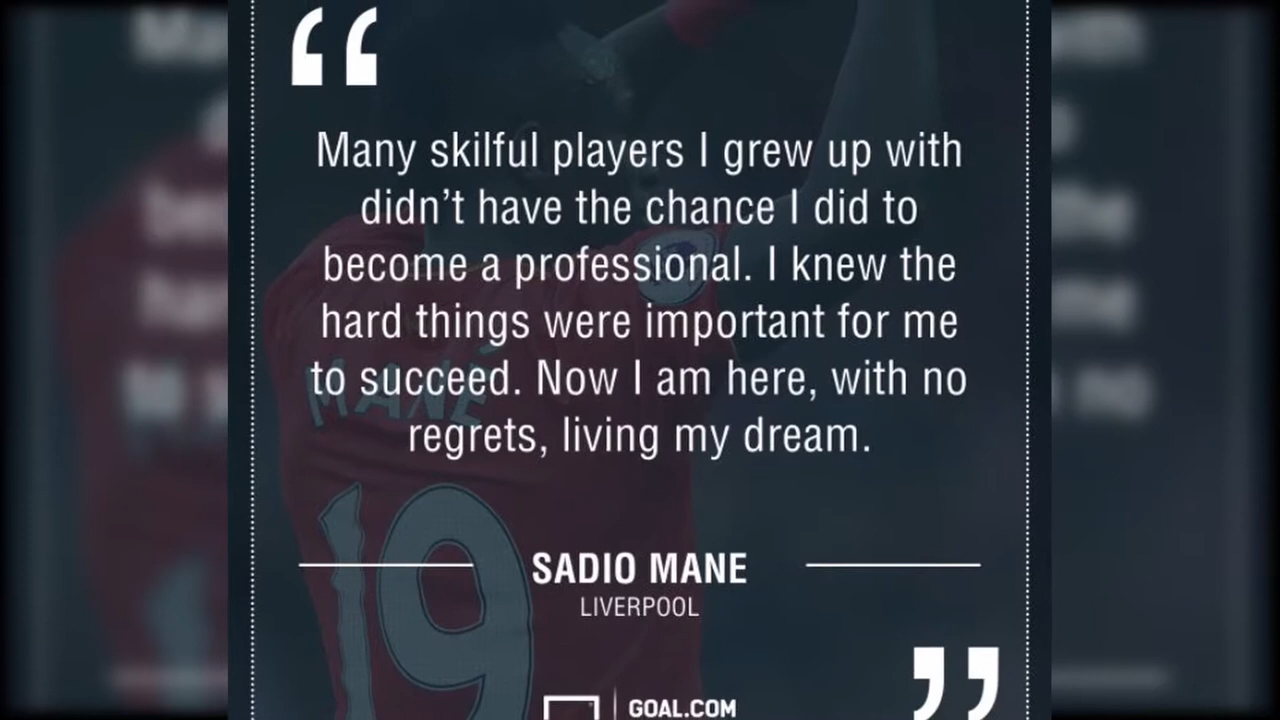 “
Many skilful players I grew up with
didn’t have the chance I did to
become a professional. I knew the
hard things were important for me
to succeed. Now I am here, with no
regrets, living my dream.
MANÉ
19
SADIO MANE
LIVERPOOL
”
GOAL.COM